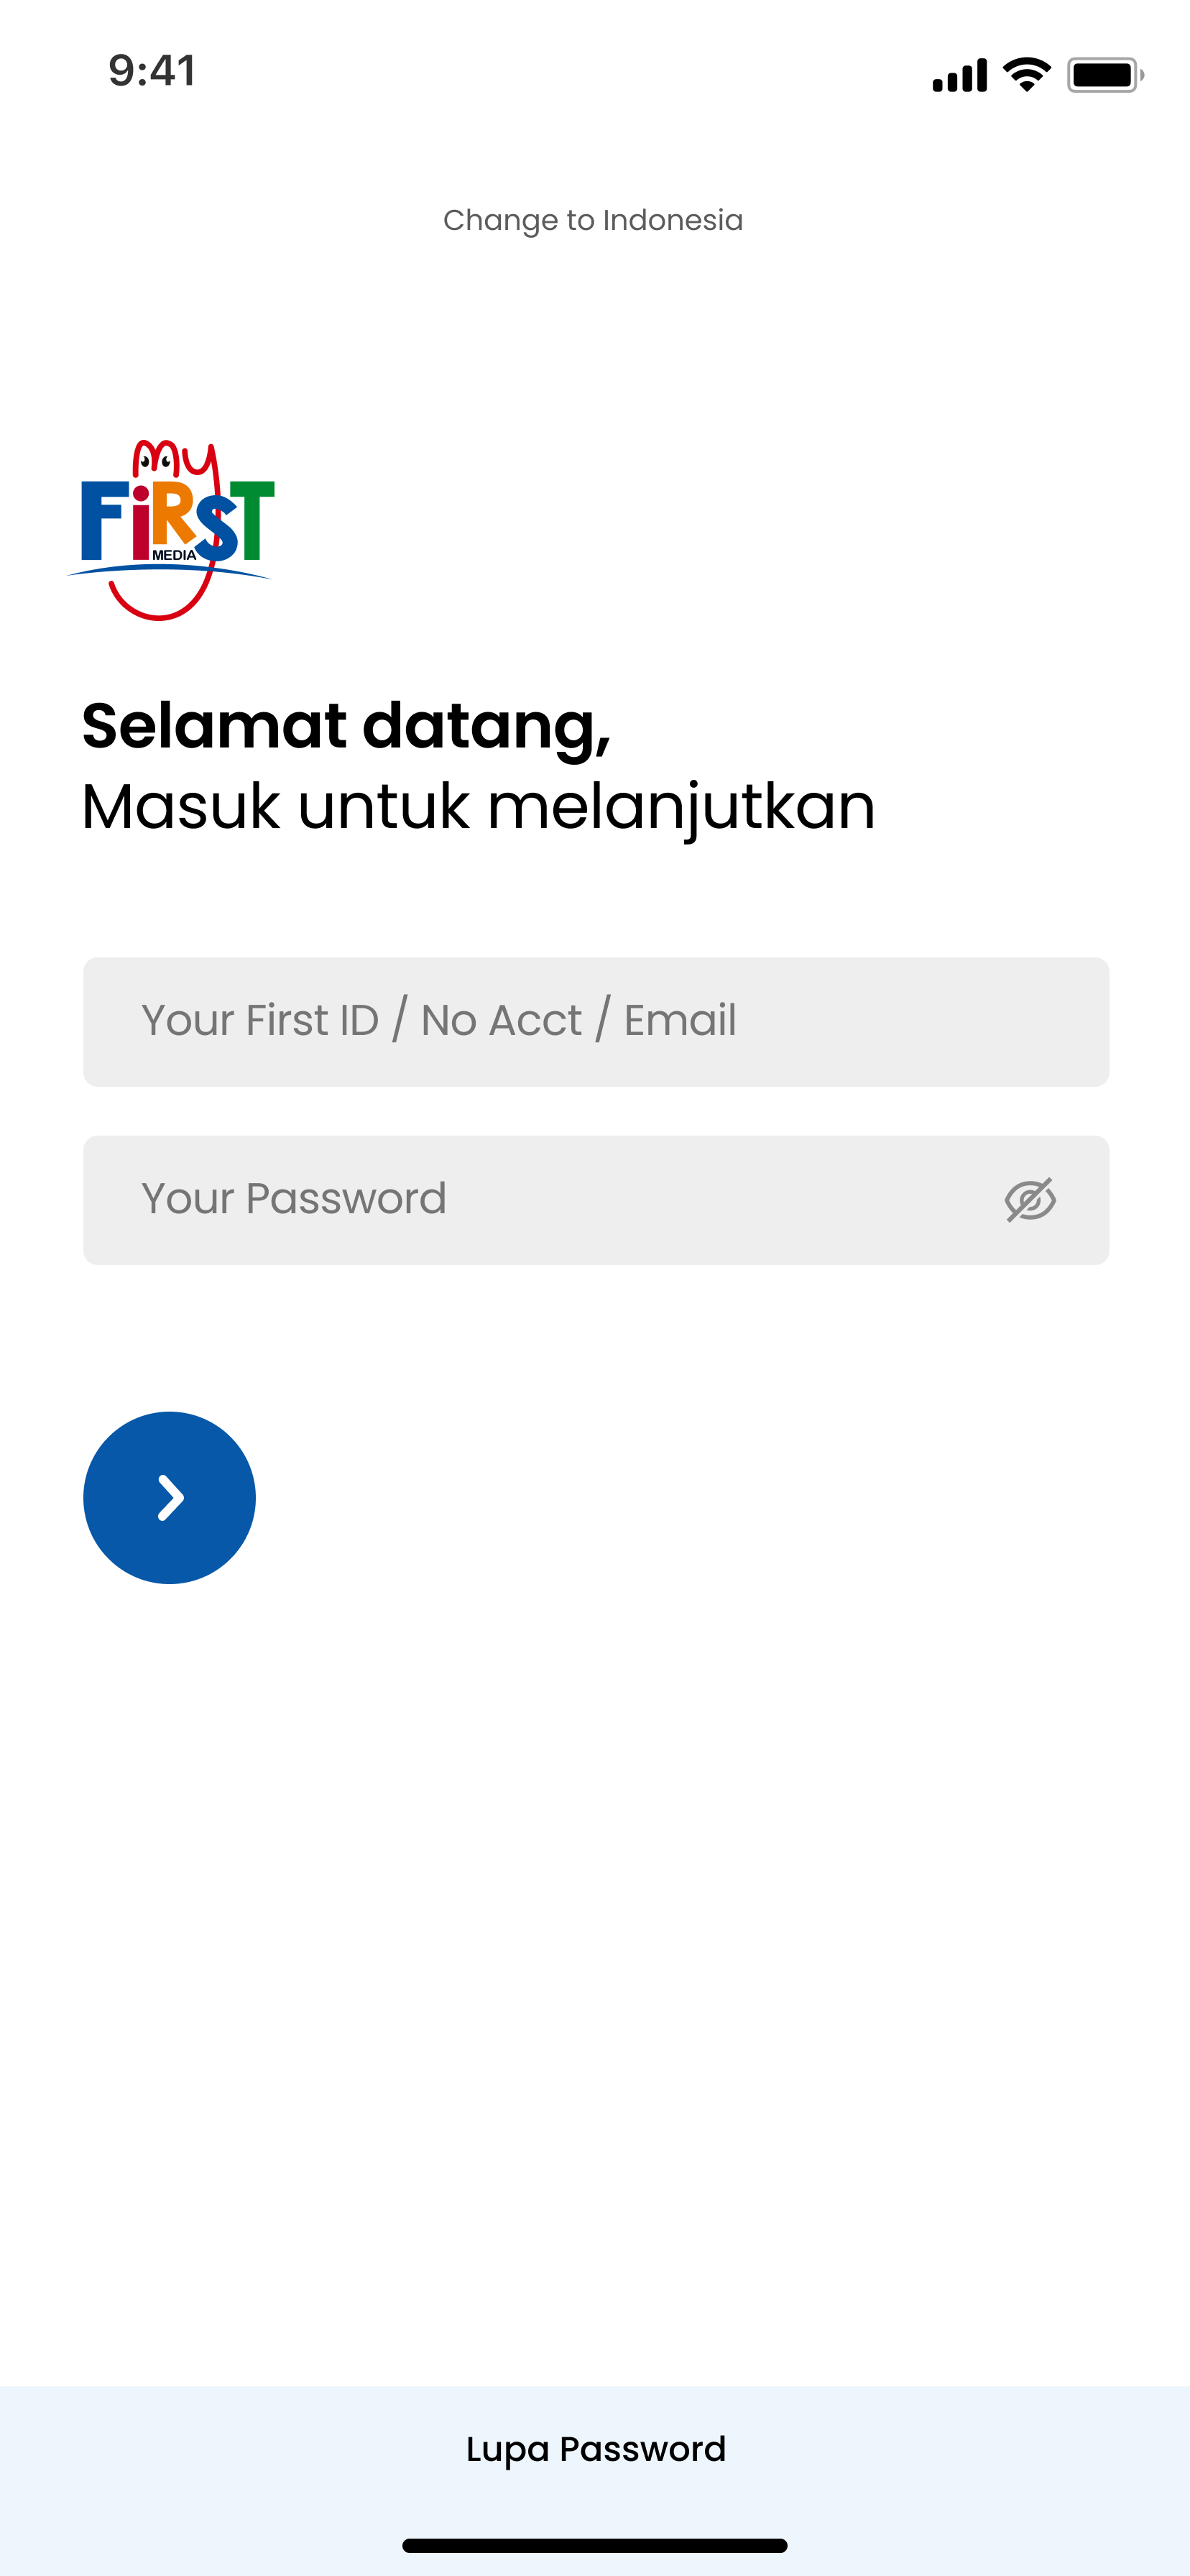 9:41
Change to Indonesia
my
FiRST
MEDIA
Selamat datang,
Masuk untuk melanjutkan
Your First ID / No Acct / Email
Your Password
Lupa Password